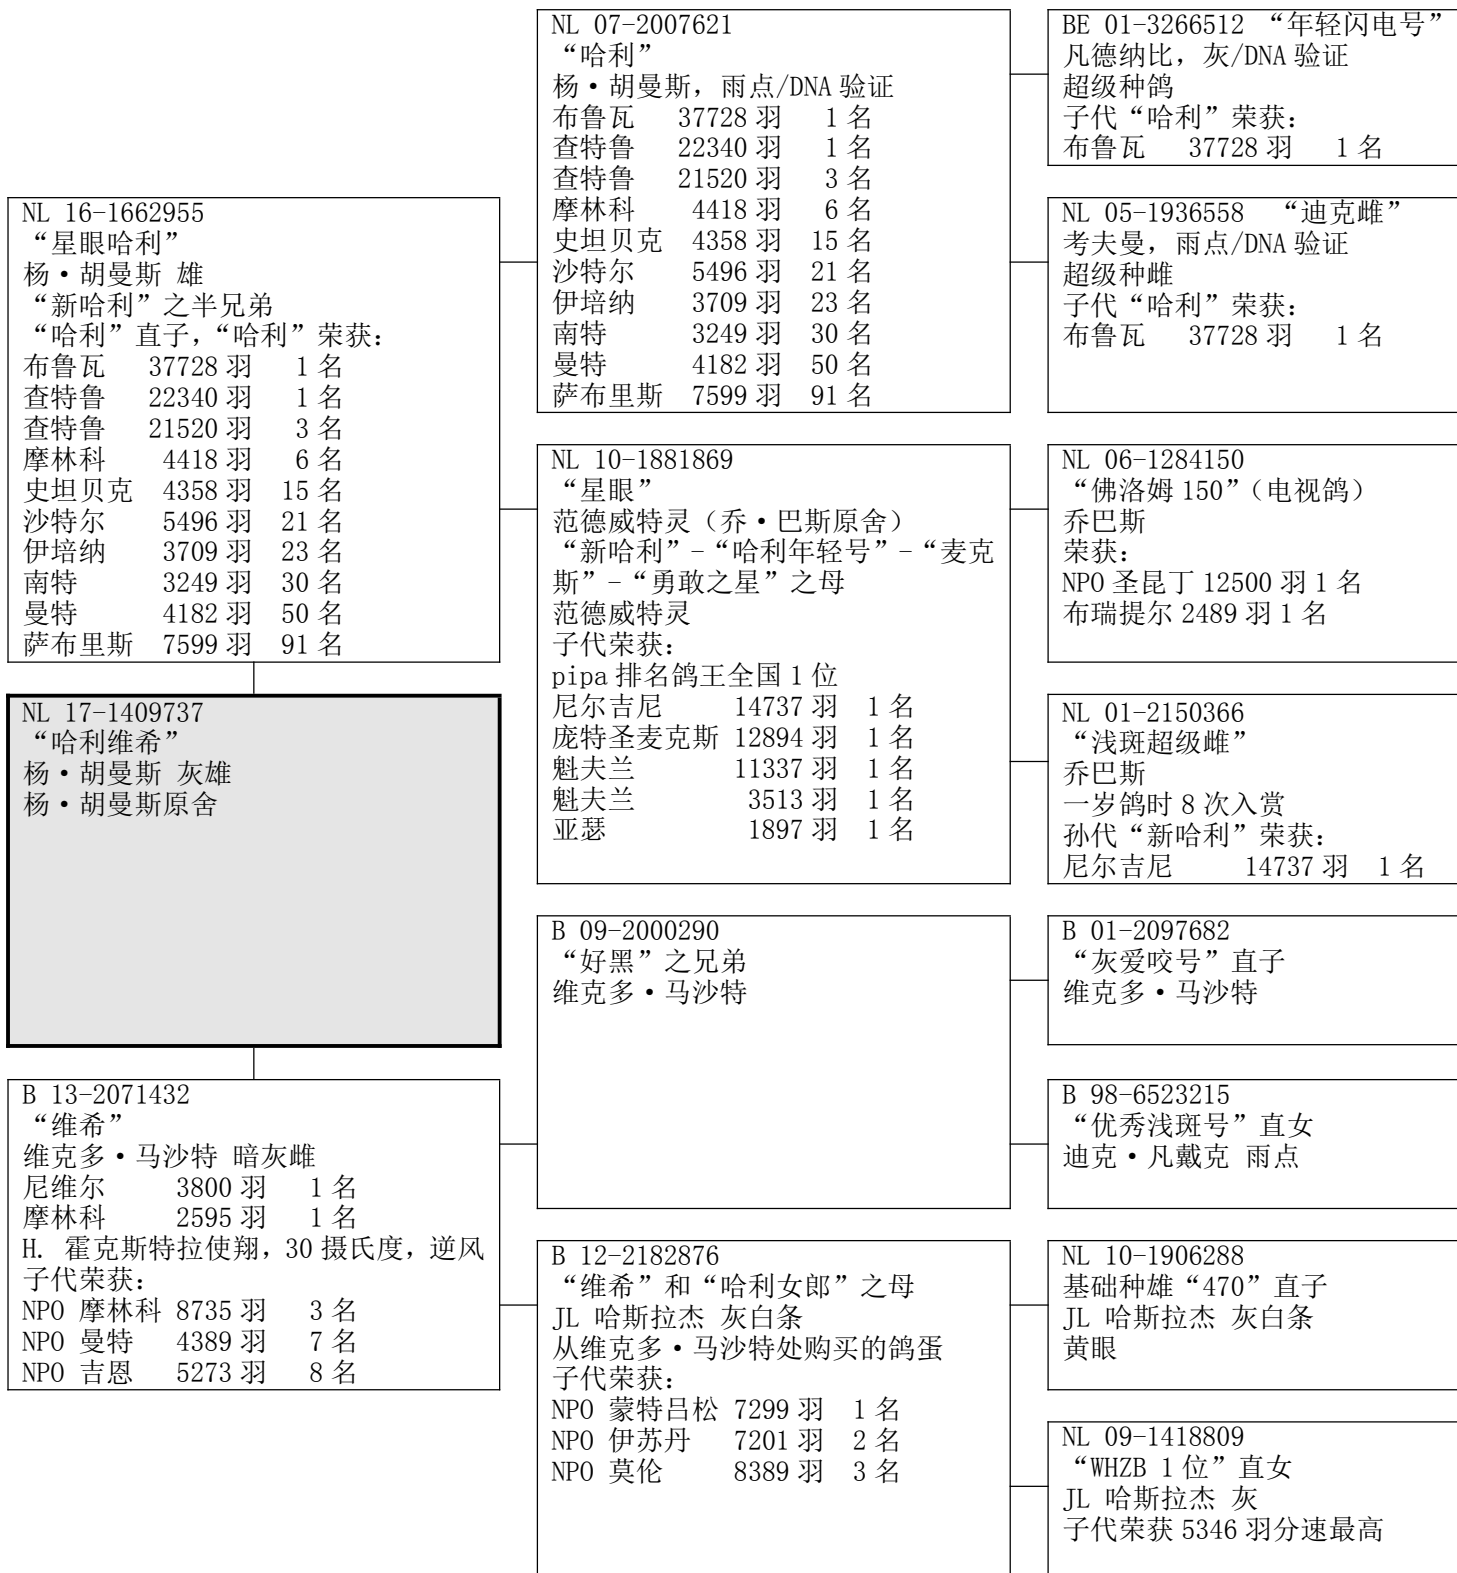 NL 16-1662955
“星眼哈利”
杨·胡曼斯 雄
“新哈利”之半兄弟
“哈利”直子，“哈利”荣获：
布鲁瓦 37728 羽 1 名
查特鲁 22340 羽 1 名
查特鲁 21520 羽 3 名
摩林科 4418 羽 6 名
史坦贝克 4358 羽 15 名
沙特尔 5496 羽 21 名
伊培纳 3709 羽 23 名
南特 3249 羽 30 名
曼特 4182 羽 50 名
萨布里斯 7599 羽 91 名
NL 17-1409737
“哈利维希”
杨·胡曼斯 灰雄
杨·胡曼斯原舍
B 13-2071432
“维希”
维克多·马沙特 暗灰雌
尼维尔 3800 羽 1 名
摩林科 2595 羽 1 名
H. 霍克斯特拉使翔，30 摄氏度，逆风
子代荣获：
NPO 摩林科 8735 羽 3 名
NPO 曼特 4389 羽 7 名
NPO 吉恩 5273 羽 8 名
NL 07-2007621
“哈利”
杨·胡曼斯，雨点/DNA 验证
布鲁瓦 37728 羽 1 名
查特鲁 22340 羽 1 名
查特鲁 21520 羽 3 名
摩林科 4418 羽 6 名
史坦贝克 4358 羽 15 名
沙特尔 5496 羽 21 名
伊培纳 3709 羽 23 名
南特 3249 羽 30 名
曼特 4182 羽 50 名
萨布里斯 7599 羽 91 名
NL 10-1881869
“星眼”
范德威特灵（乔·巴斯原舍）
“新哈利”-“哈利年轻号”-“麦克
斯”-“勇敢之星”之母
范德威特灵
子代荣获：
pipa 排名鸽王全国 1 位
尼尔吉尼 14737 羽 1 名
庞特圣麦克斯 12894 羽 1 名
魁夫兰 11337 羽 1 名
魁夫兰 3513 羽 1 名
亚瑟 1897 羽 1 名
B 09-2000290
“好黑”之兄弟
维克多·马沙特
B 12-2182876
“维希”和“哈利女郎”之母
JL 哈斯拉杰 灰白条
从维克多·马沙特处购买的鸽蛋
子代荣获：
NPO 蒙特吕松 7299 羽 1 名
NPO 伊苏丹 7201 羽 2 名
NPO 莫伦 8389 羽 3 名
BE 01-3266512 “年轻闪电号”
凡德纳比，灰/DNA 验证
超级种鸽
子代“哈利”荣获：
布鲁瓦 37728 羽 1 名
NL 05-1936558 “迪克雌”
考夫曼，雨点/DNA 验证
超级种雌
子代“哈利”荣获：
布鲁瓦 37728 羽 1 名
NL 06-1284150
“佛洛姆 150”（电视鸽）
乔巴斯
荣获：
NPO 圣昆丁 12500 羽 1 名
布瑞提尔 2489 羽 1 名
NL 01-2150366
“浅斑超级雌”
乔巴斯
一岁鸽时 8 次入赏
孙代“新哈利”荣获：
尼尔吉尼 14737 羽 1 名
B 01-2097682
“灰爱咬号”直子
维克多·马沙特
B 98-6523215
“优秀浅斑号”直女
迪克·凡戴克 雨点
NL 10-1906288
基础种雄“470”直子
JL 哈斯拉杰 灰白条
黄眼
NL 09-1418809
“WHZB 1 位”直女
JL 哈斯拉杰 灰
子代荣获 5346 羽分速最高